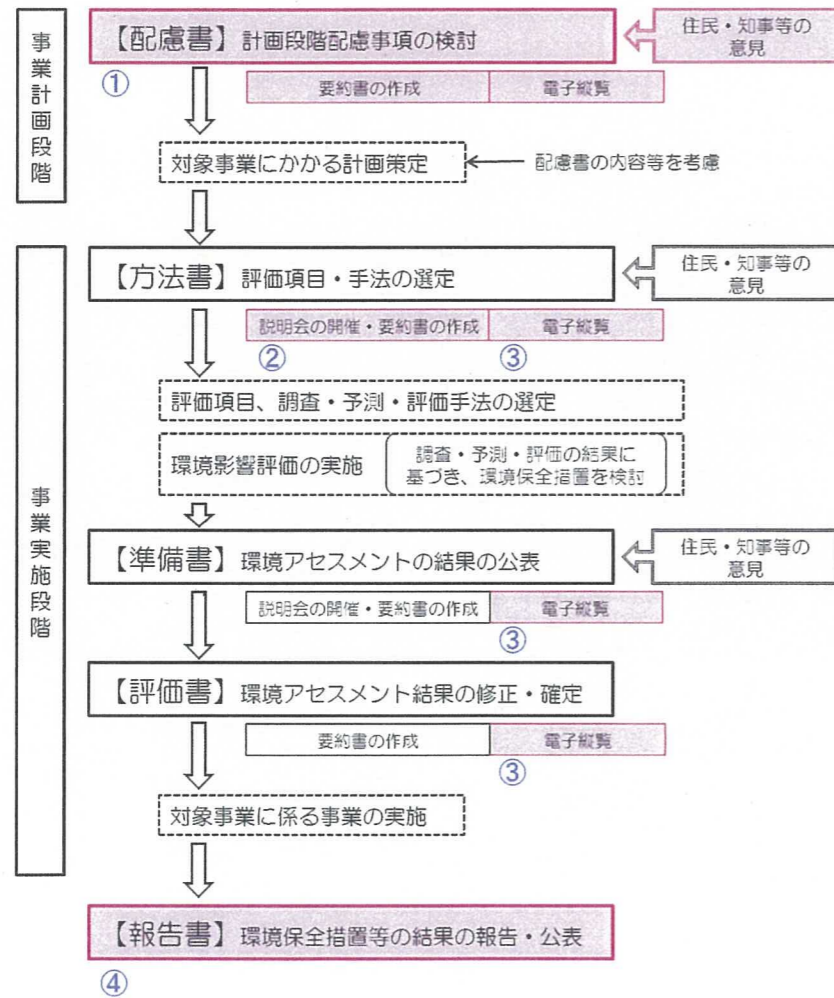 事業計画段階
【配慮書】計画段階配慮事項の検討
住民・知事等の
意見
①
要約書の作成
電子縦覧
対象事業にかかる計画策定
配慮書の内容等を考慮
事業実施段階
【方法書】評価項目・手法の選定
住民・知事等の
意見
説明会の開催・要約書の作成
電子縦覧
②
③
評価項目、調査・予測・評価手法の選定
環境影響評価の実施
調査・予測・評価の結果に
基づき、環境保全措置を検討
【準備書】環境アセスメントの結果の公表
住民・知事等の
意見
説明会の開催・要約書の作成
電子縦覧
③
【評価書】環境アセスメント結果の修正・確定
要約書の作成
電子縦覧
③
対象事業に係る事業の実施
【報告書】環境保全措置等の結果の報告・公表
④